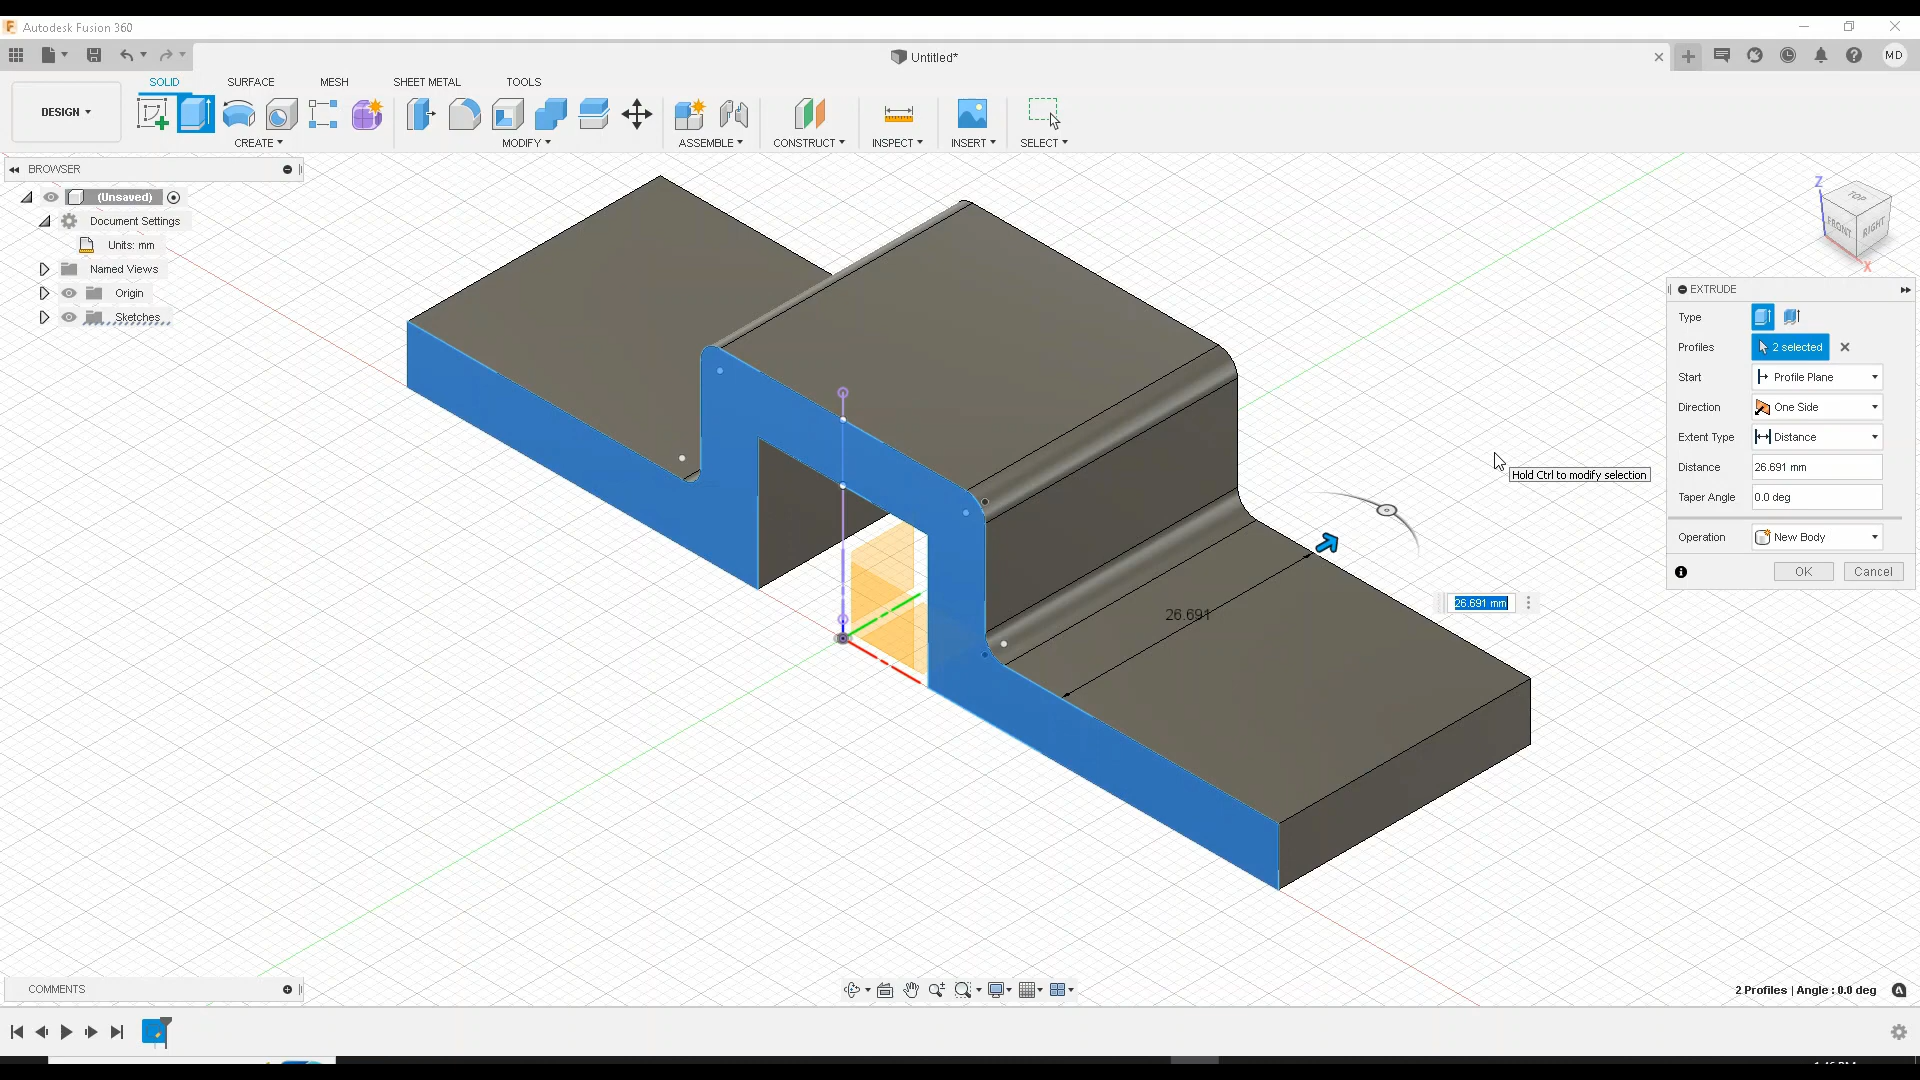 Autodesk Fusion 360
Untitled*
MD
SOLID SURFACE MESH SHEET METAL TOOLS
DESIGN
CREATE MODIFY ASSEMBLE CONSTRUCT INSPECT INSERT SELECT
BROWSER
(Unsaved)
Document Settings
Units: mm
Named Views
Origin
Sketches
Z
TOP
FRONT
RIGHT
X
EXTRUDE
Type
Profiles 2 selected
Start Profile Plane
Direction One Side
Extent Type Distance
Distance 26.691 mm
Taper Angle 0.0 deg
Operation New Body
OK Cancel
Hold Ctrl to modify selection
26.691 mm
26.691
COMMENTS
2 Profiles | Angle : 0.0 deg